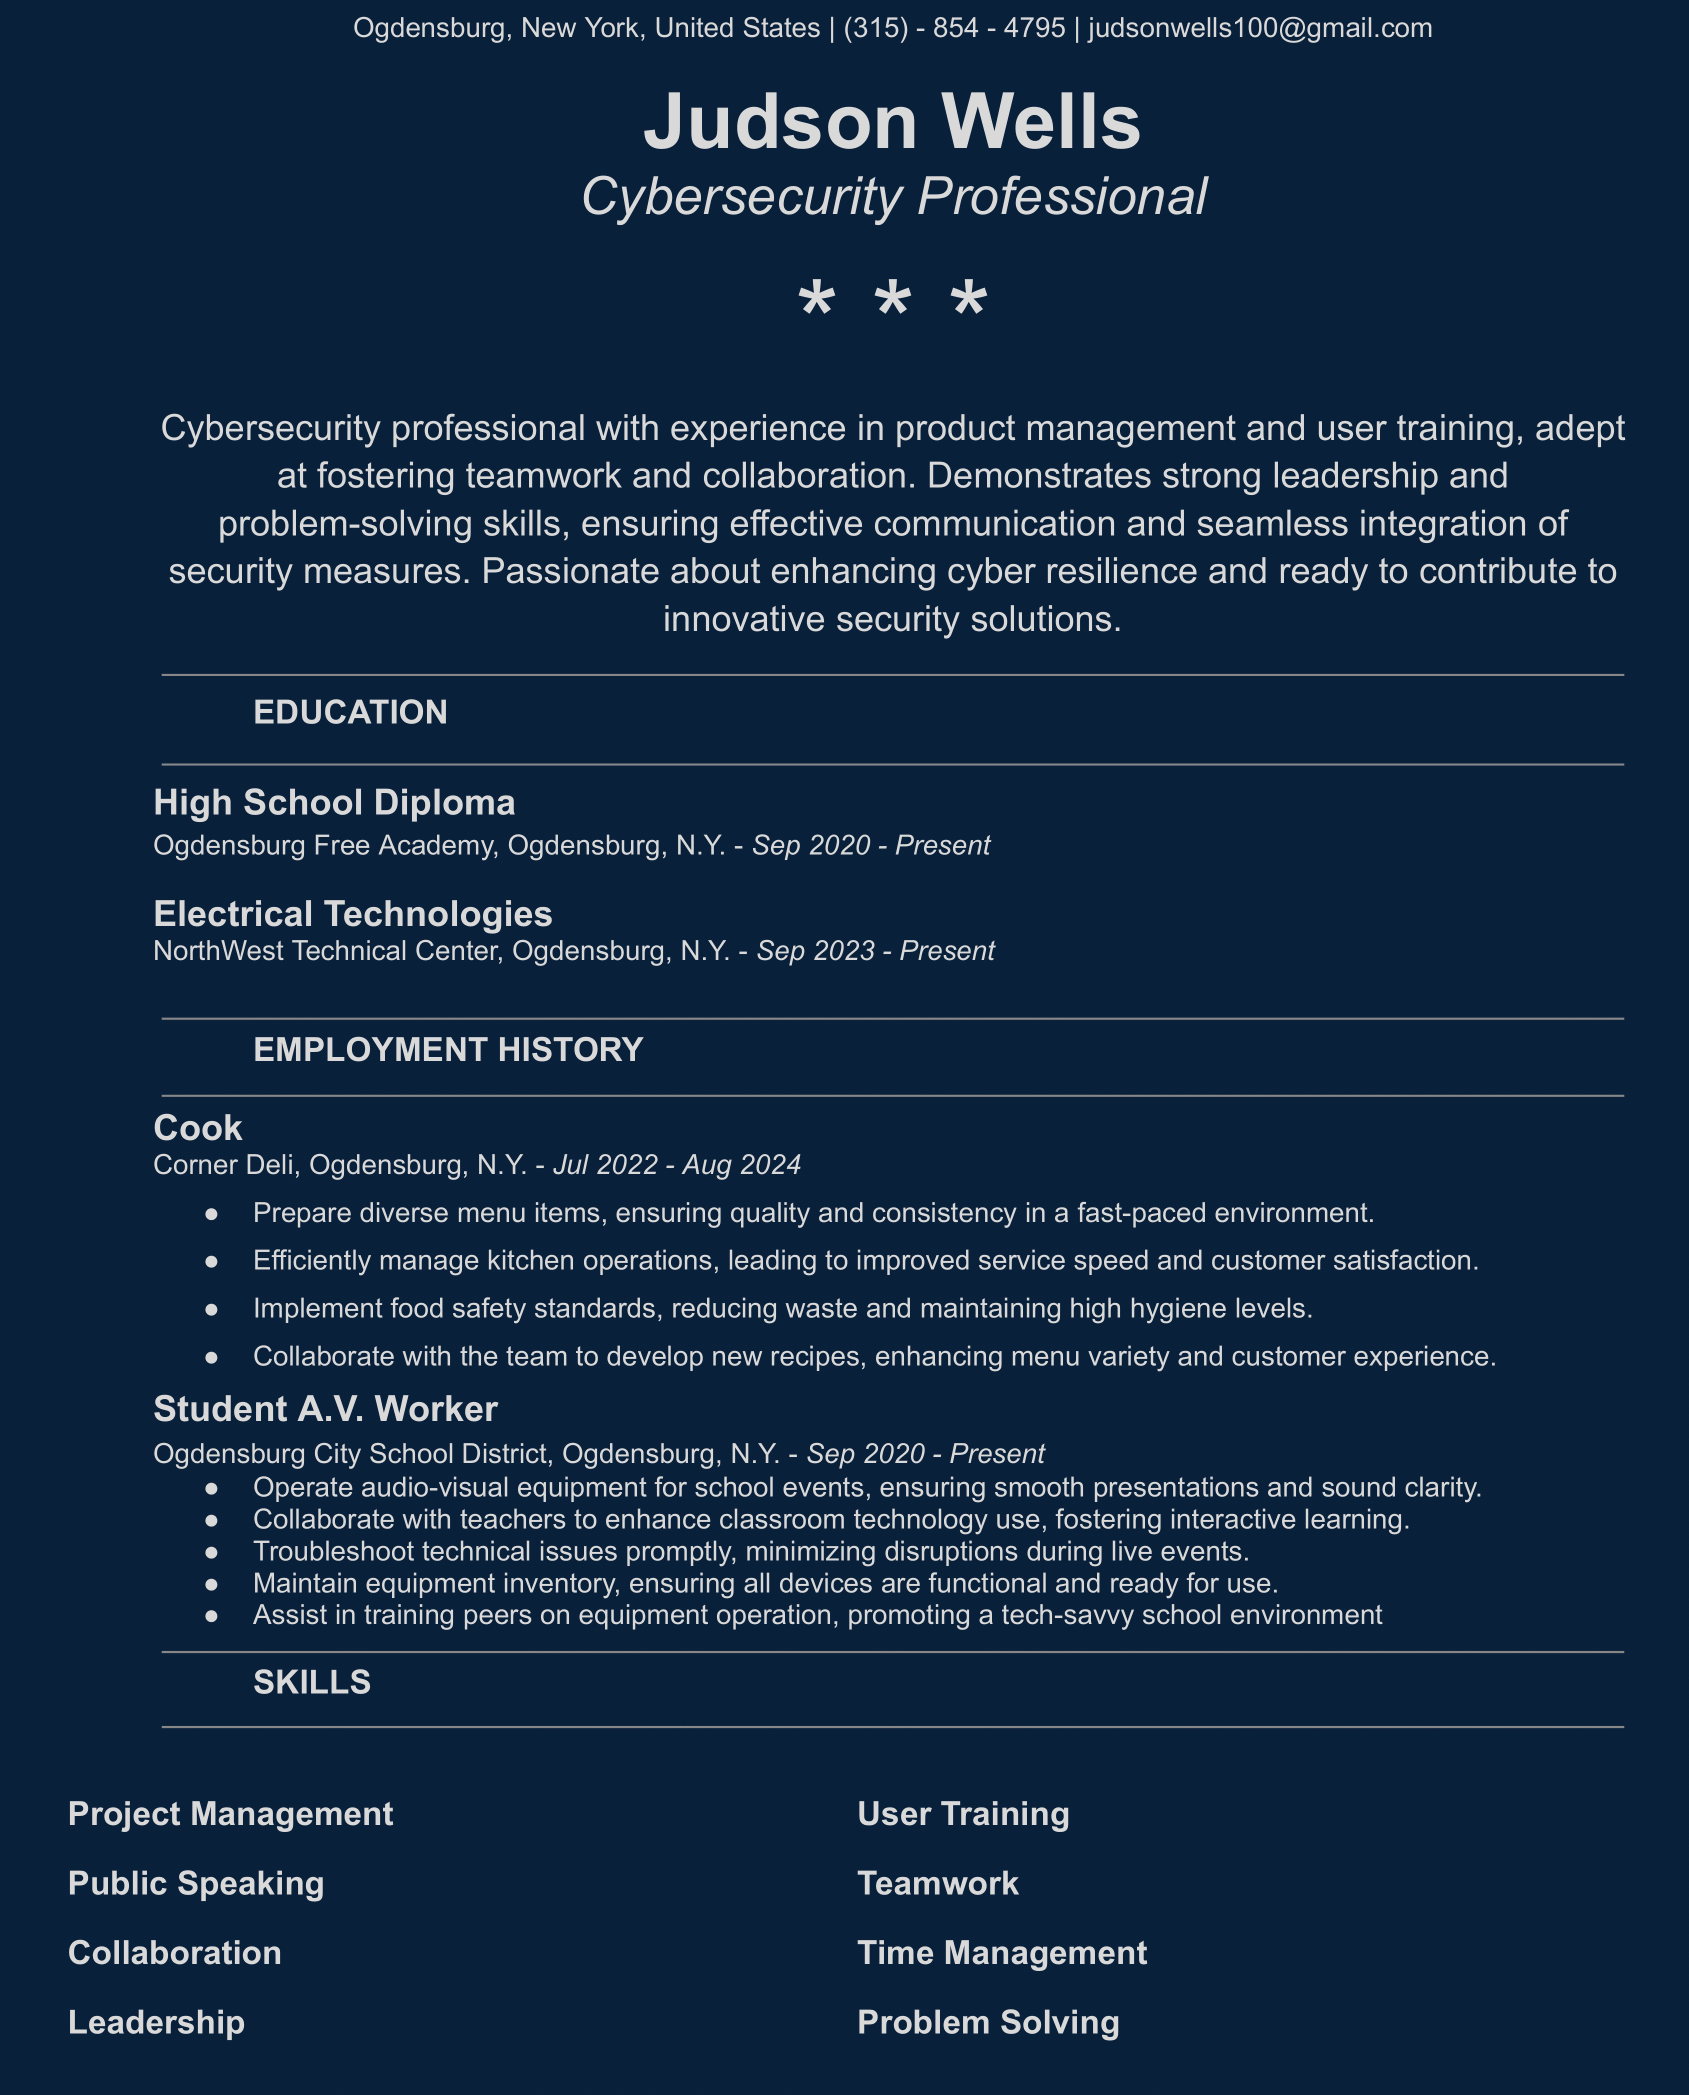 Ogdensburg, New York, United States | (315) - 854 - 4795 | judsonwells100@gmail.com
Judson Wells
Cybersecurity Professional
* * *
Cybersecurity professional with experience in product management and user training, adept
at fostering teamwork and collaboration. Demonstrates strong leadership and
problem-solving skills, ensuring effective communication and seamless integration of
security measures. Passionate about enhancing cyber resilience and ready to contribute to
innovative security solutions.
EDUCATION
High School Diploma
Ogdensburg Free Academy, Ogdensburg, N.Y. - Sep 2020 - Present
Electrical Technologies
NorthWest Technical Center, Ogdensburg, N.Y. - Sep 2023 - Present
EMPLOYMENT HISTORY
Cook
Corner Deli, Ogdensburg, N.Y. - Jul 2022 - Aug 2024
● Prepare diverse menu items, ensuring quality and consistency in a fast-paced environment.
● Efficiently manage kitchen operations, leading to improved service speed and customer satisfaction.
● Implement food safety standards, reducing waste and maintaining high hygiene levels.
● Collaborate with the team to develop new recipes, enhancing menu variety and customer experience.
Student A.V. Worker
Ogdensburg City School District, Ogdensburg, N.Y. - Sep 2020 - Present
● Operate audio-visual equipment for school events, ensuring smooth presentations and sound clarity.
● Collaborate with teachers to enhance classroom technology use, fostering interactive learning.
● Troubleshoot technical issues promptly, minimizing disruptions during live events.
● Maintain equipment inventory, ensuring all devices are functional and ready for use.
● Assist in training peers on equipment operation, promoting a tech-savvy school environment
SKILLS
Project Management
Public Speaking
Collaboration
Leadership
User Training
Teamwork
Time Management
Problem Solving